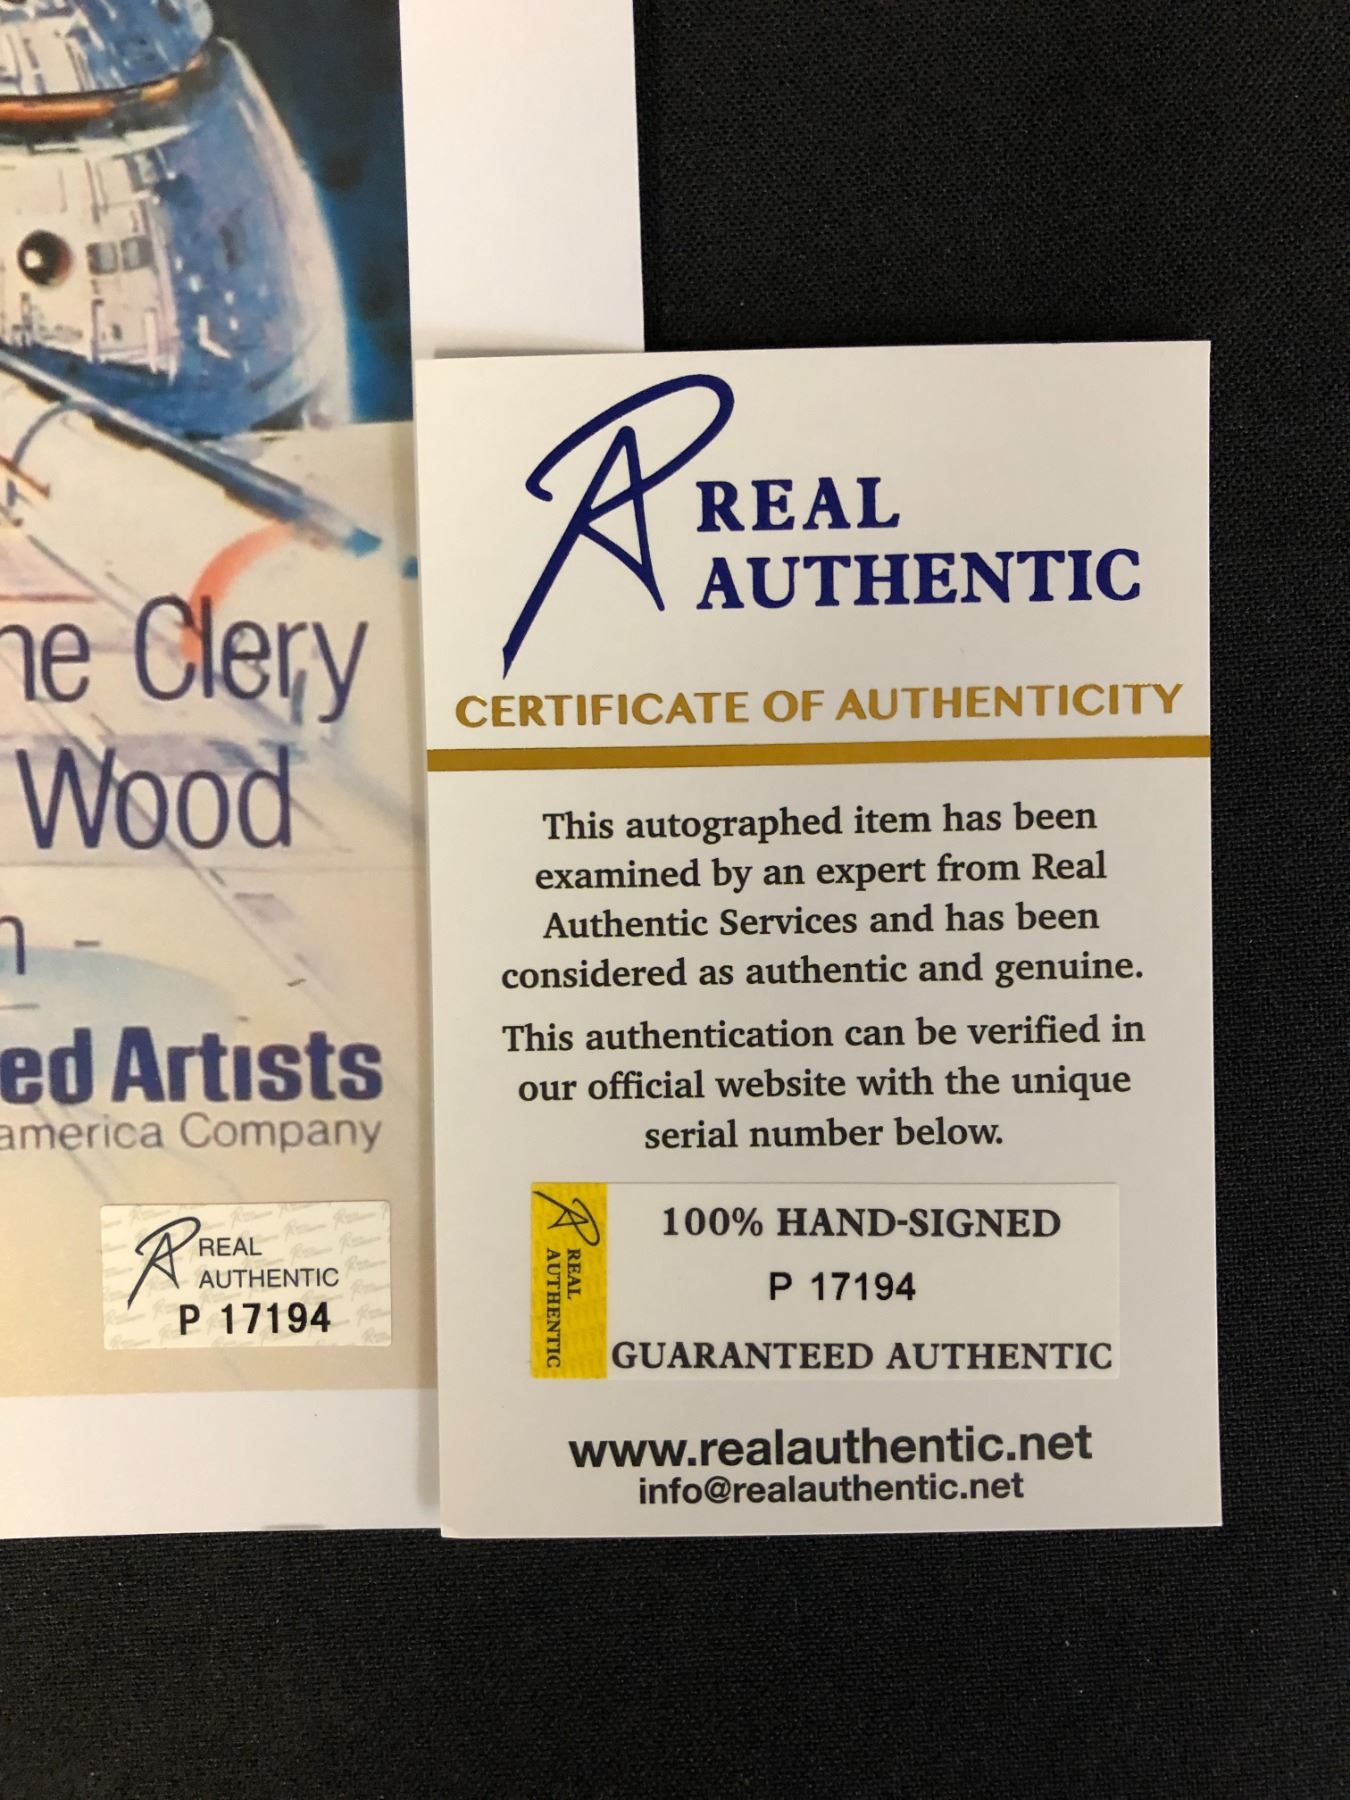 ne Clery
Wood
n -
ed Artists
america Company
REAL
AUTHENTIC
P 17194
REAL
AUTHENTIC
CERTIFICATE OF AUTHENTICITY
This autographed item has been
examined by an expert from Real
Authentic Services and has been
considered as authentic and genuine.
This authentication can be verified in
our official website with the unique
serial number below.
REAL
AUTHENTIC
100% HAND-SIGNED
P 17194
GUARANTEED AUTHENTIC
www.realauthentic.net
info@realauthentic.net